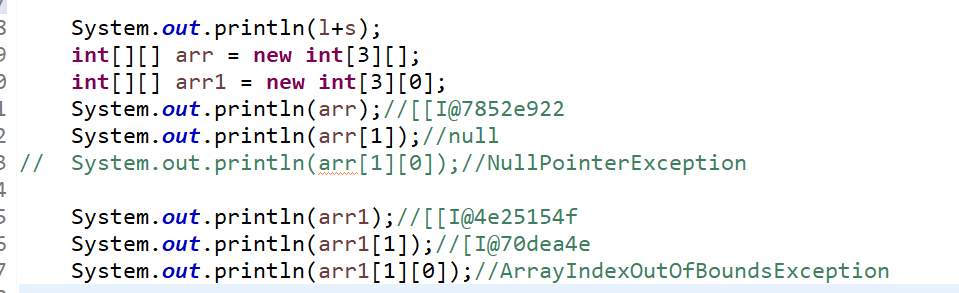 8 System.out.println(l+s);
9 int[][] arr = new int[3][];
0 int[][] arr1 = new int[3][0];
1 System.out.println(arr);//[[I@7852e922
2 System.out.println(arr[1]);//null
3 // System.out.println(arr[1][0]);//NullPointerException
4
5 System.out.println(arr1);//[[I@4e25154f
6 System.out.println(arr1[1]);//[I@70dea4e
7 System.out.println(arr1[1][0]);//ArrayIndexOutOfBoundsException